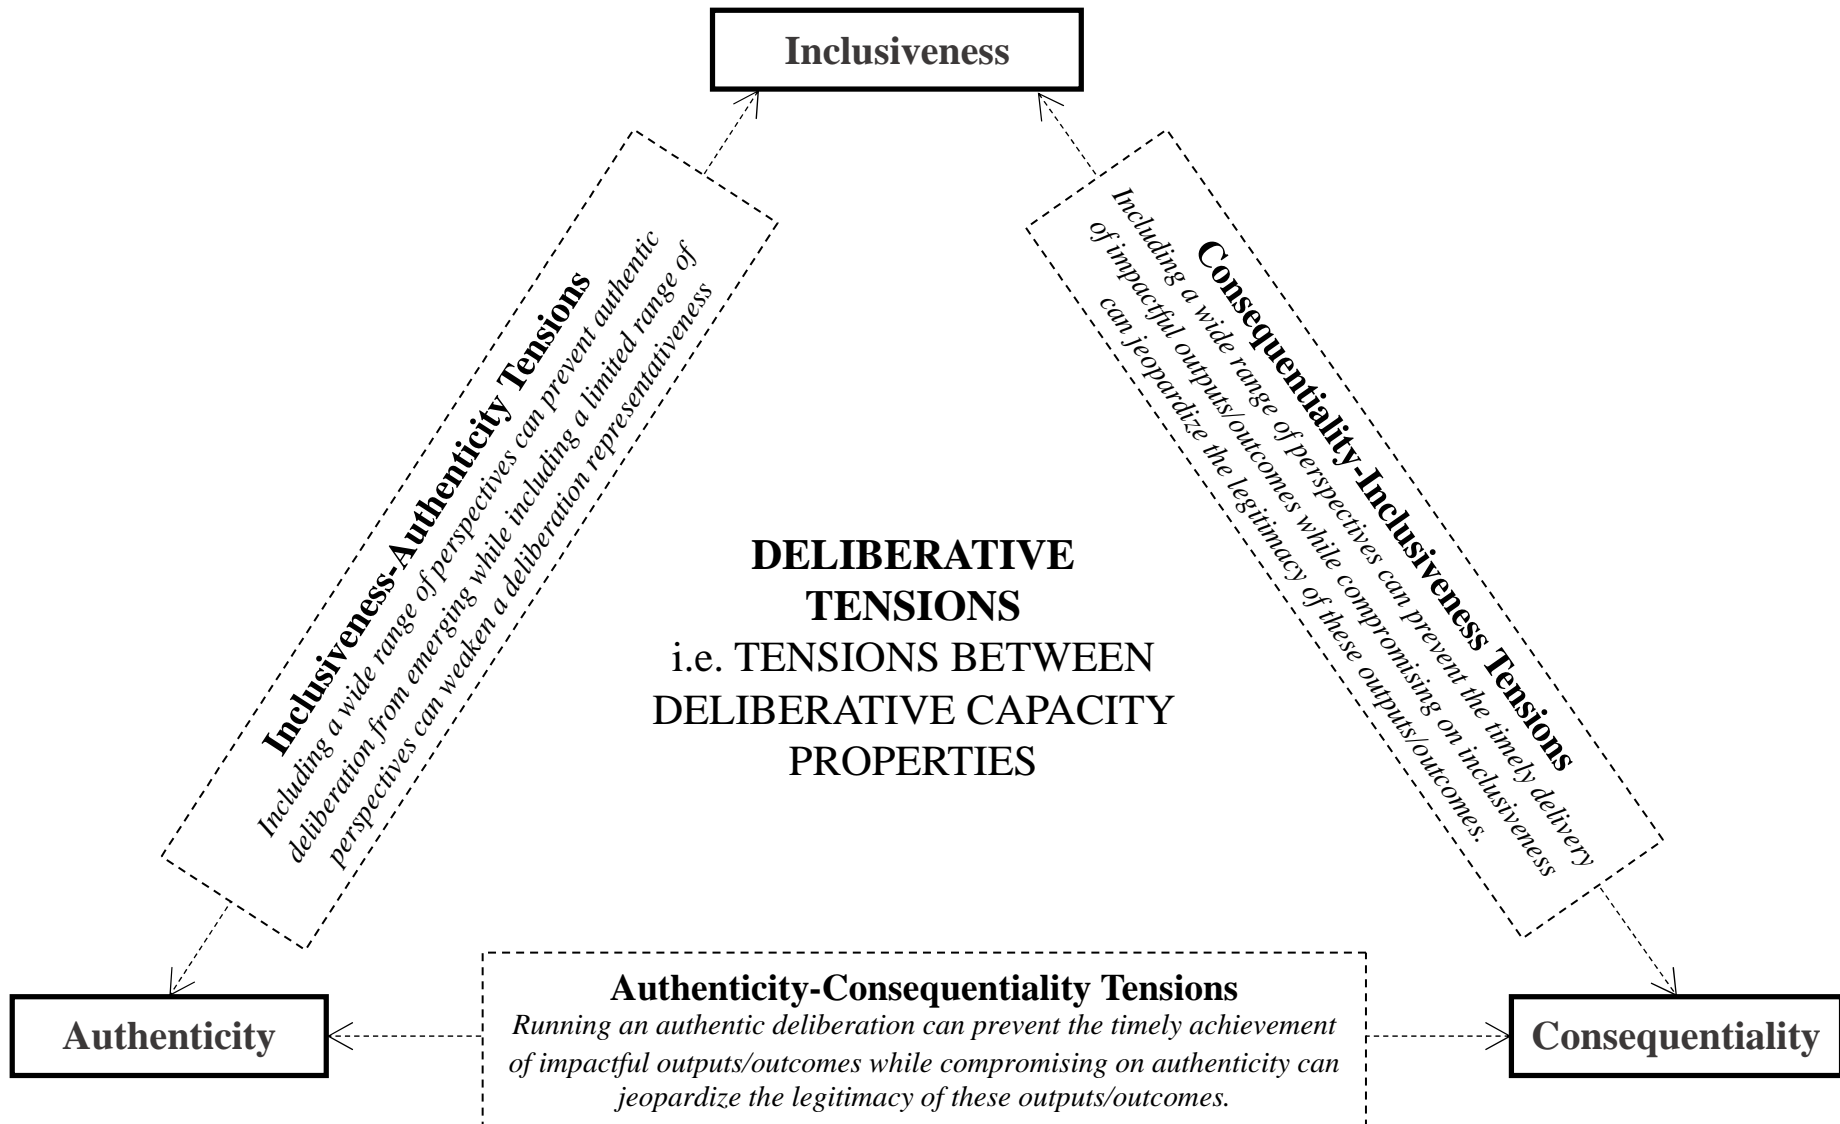 Inclusiveness
Inclusiveness-Authenticity Tensions
Including a wide range of perspectives can prevent authentic
deliberation from emerging while including a limited range of
perspectives can weaken a deliberation representativeness
Consequentiality-Inclusiveness Tensions
Including a wide range of perspectives can prevent the timely delivery
of impactful outputs/outcomes while compromising on inclusiveness
can jeopardize the legitimacy of these outputs/outcomes.
DELIBERATIVE
TENSIONS
i.e. TENSIONS BETWEEN
DELIBERATIVE CAPACITY
PROPERTIES
Authenticity
Authenticity-Consequentiality Tensions
Running an authentic deliberation can prevent the timely achievement
of impactful outputs/outcomes while compromising on authenticity can
jeopardize the legitimacy of these outputs/outcomes.
Consequentiality